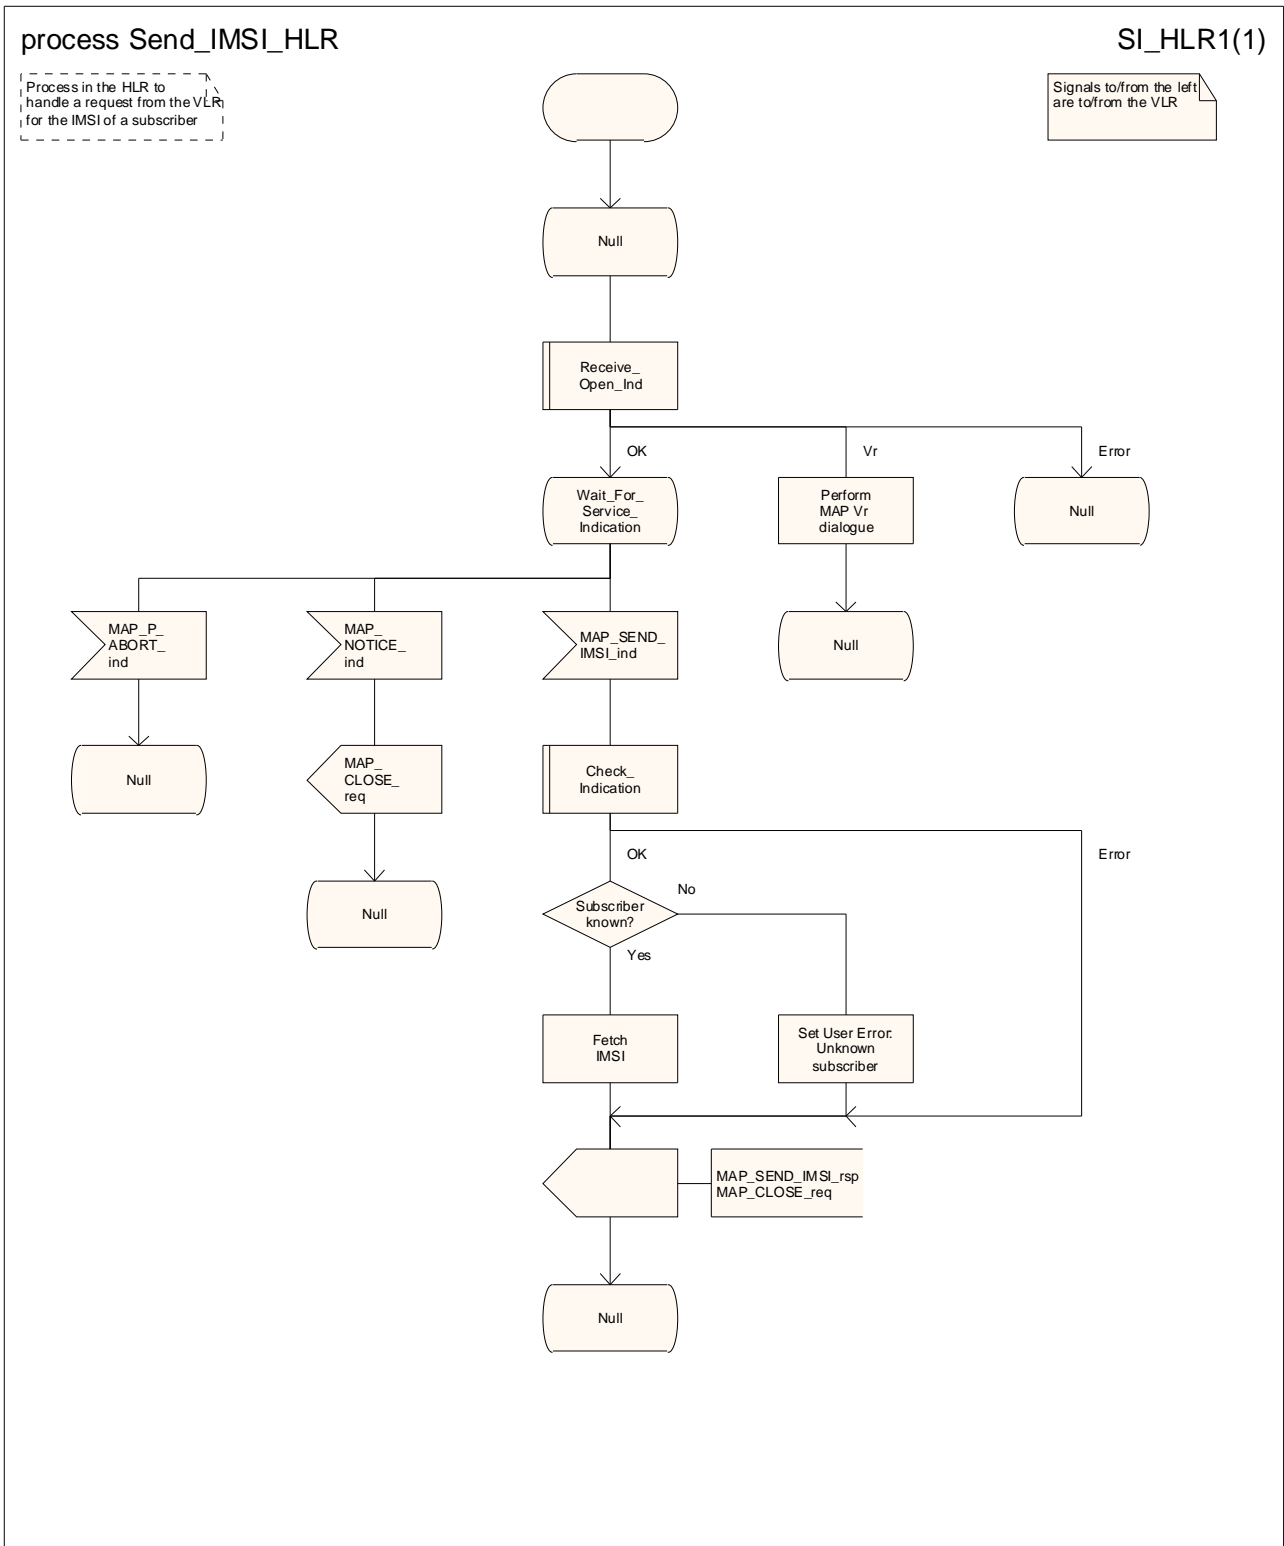 process Send_IMSI_HLR
SI_HLR1(1)
Process in the HLR to
handle a request from the VLR
for the IMSI of a subscriber
Signals to/from the left
are to/from the VLR
Null
Receive_
Open_Ind
OK
Vr
Error
Wait_For_
Service_
Indication
Perform
MAP Vr
dialogue
Null
MAP_P_
ABORT_
ind
MAP_
NOTICE_
ind
MAP_SEND_
IMSI_ind
Null
Null
MAP_
CLOSE_
req
Check_
Indication
OK
Error
Null
Subscriber
known?
No
Yes
Fetch
IMSI
Set User Error:
Unknown
subscriber
MAP_SEND_IMSI_rsp
MAP_CLOSE_req
Null